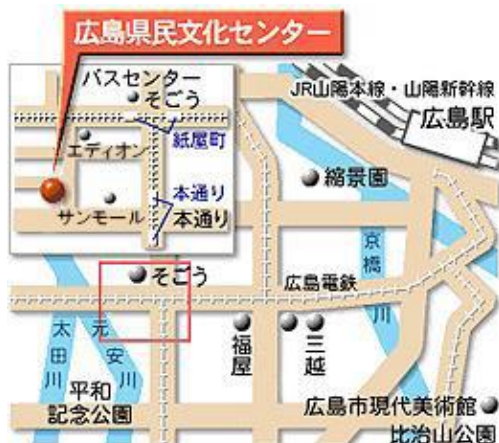 広島県民文化センター
バスセンター
そごう
紙屋町
エディオン
本通り
サンモール
本通り
JR山陽本線・山陽新幹線
広島駅
縮景園
京橋川
そごう
広島電鉄
太田川
元安川
福屋
三越
平和
記念公園
広島市現代美術館
比治山公園